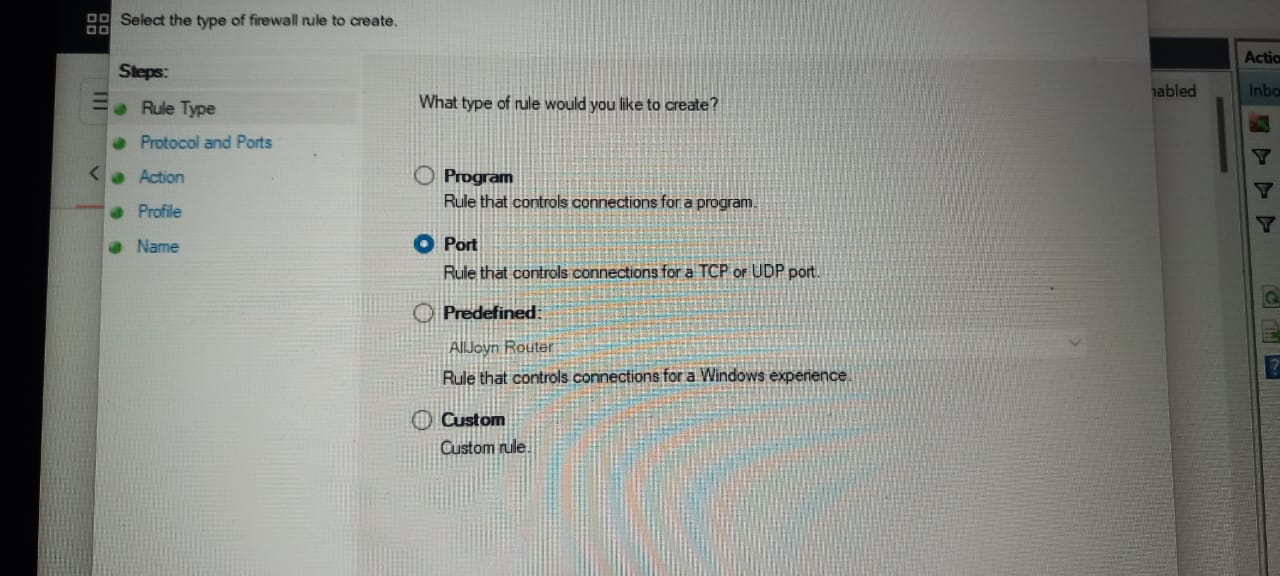 Select the type of firewall rule to create.
Steps:
Rule Type
Protocol and Ports
Action
Profile
Name
What type of rule would you like to create?
Program
Rule that controls connections for a program.
Port
Rule that controls connections for a TCP or UDP port.
Predefined:
AllJoyn Router
Rule that controls connections for a Windows experience.
Custom
Custom rule.
nabled
Actio
Inbo